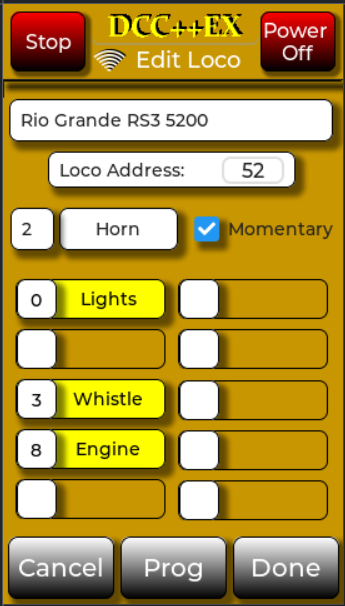 Stop
DCC++EX
Power
Off
Edit Loco
Rio Grande RS3 5200
Loco Address: 52
2 Horn Momentary
0 Lights
3 Whistle
8 Engine
Cancel Prog Done